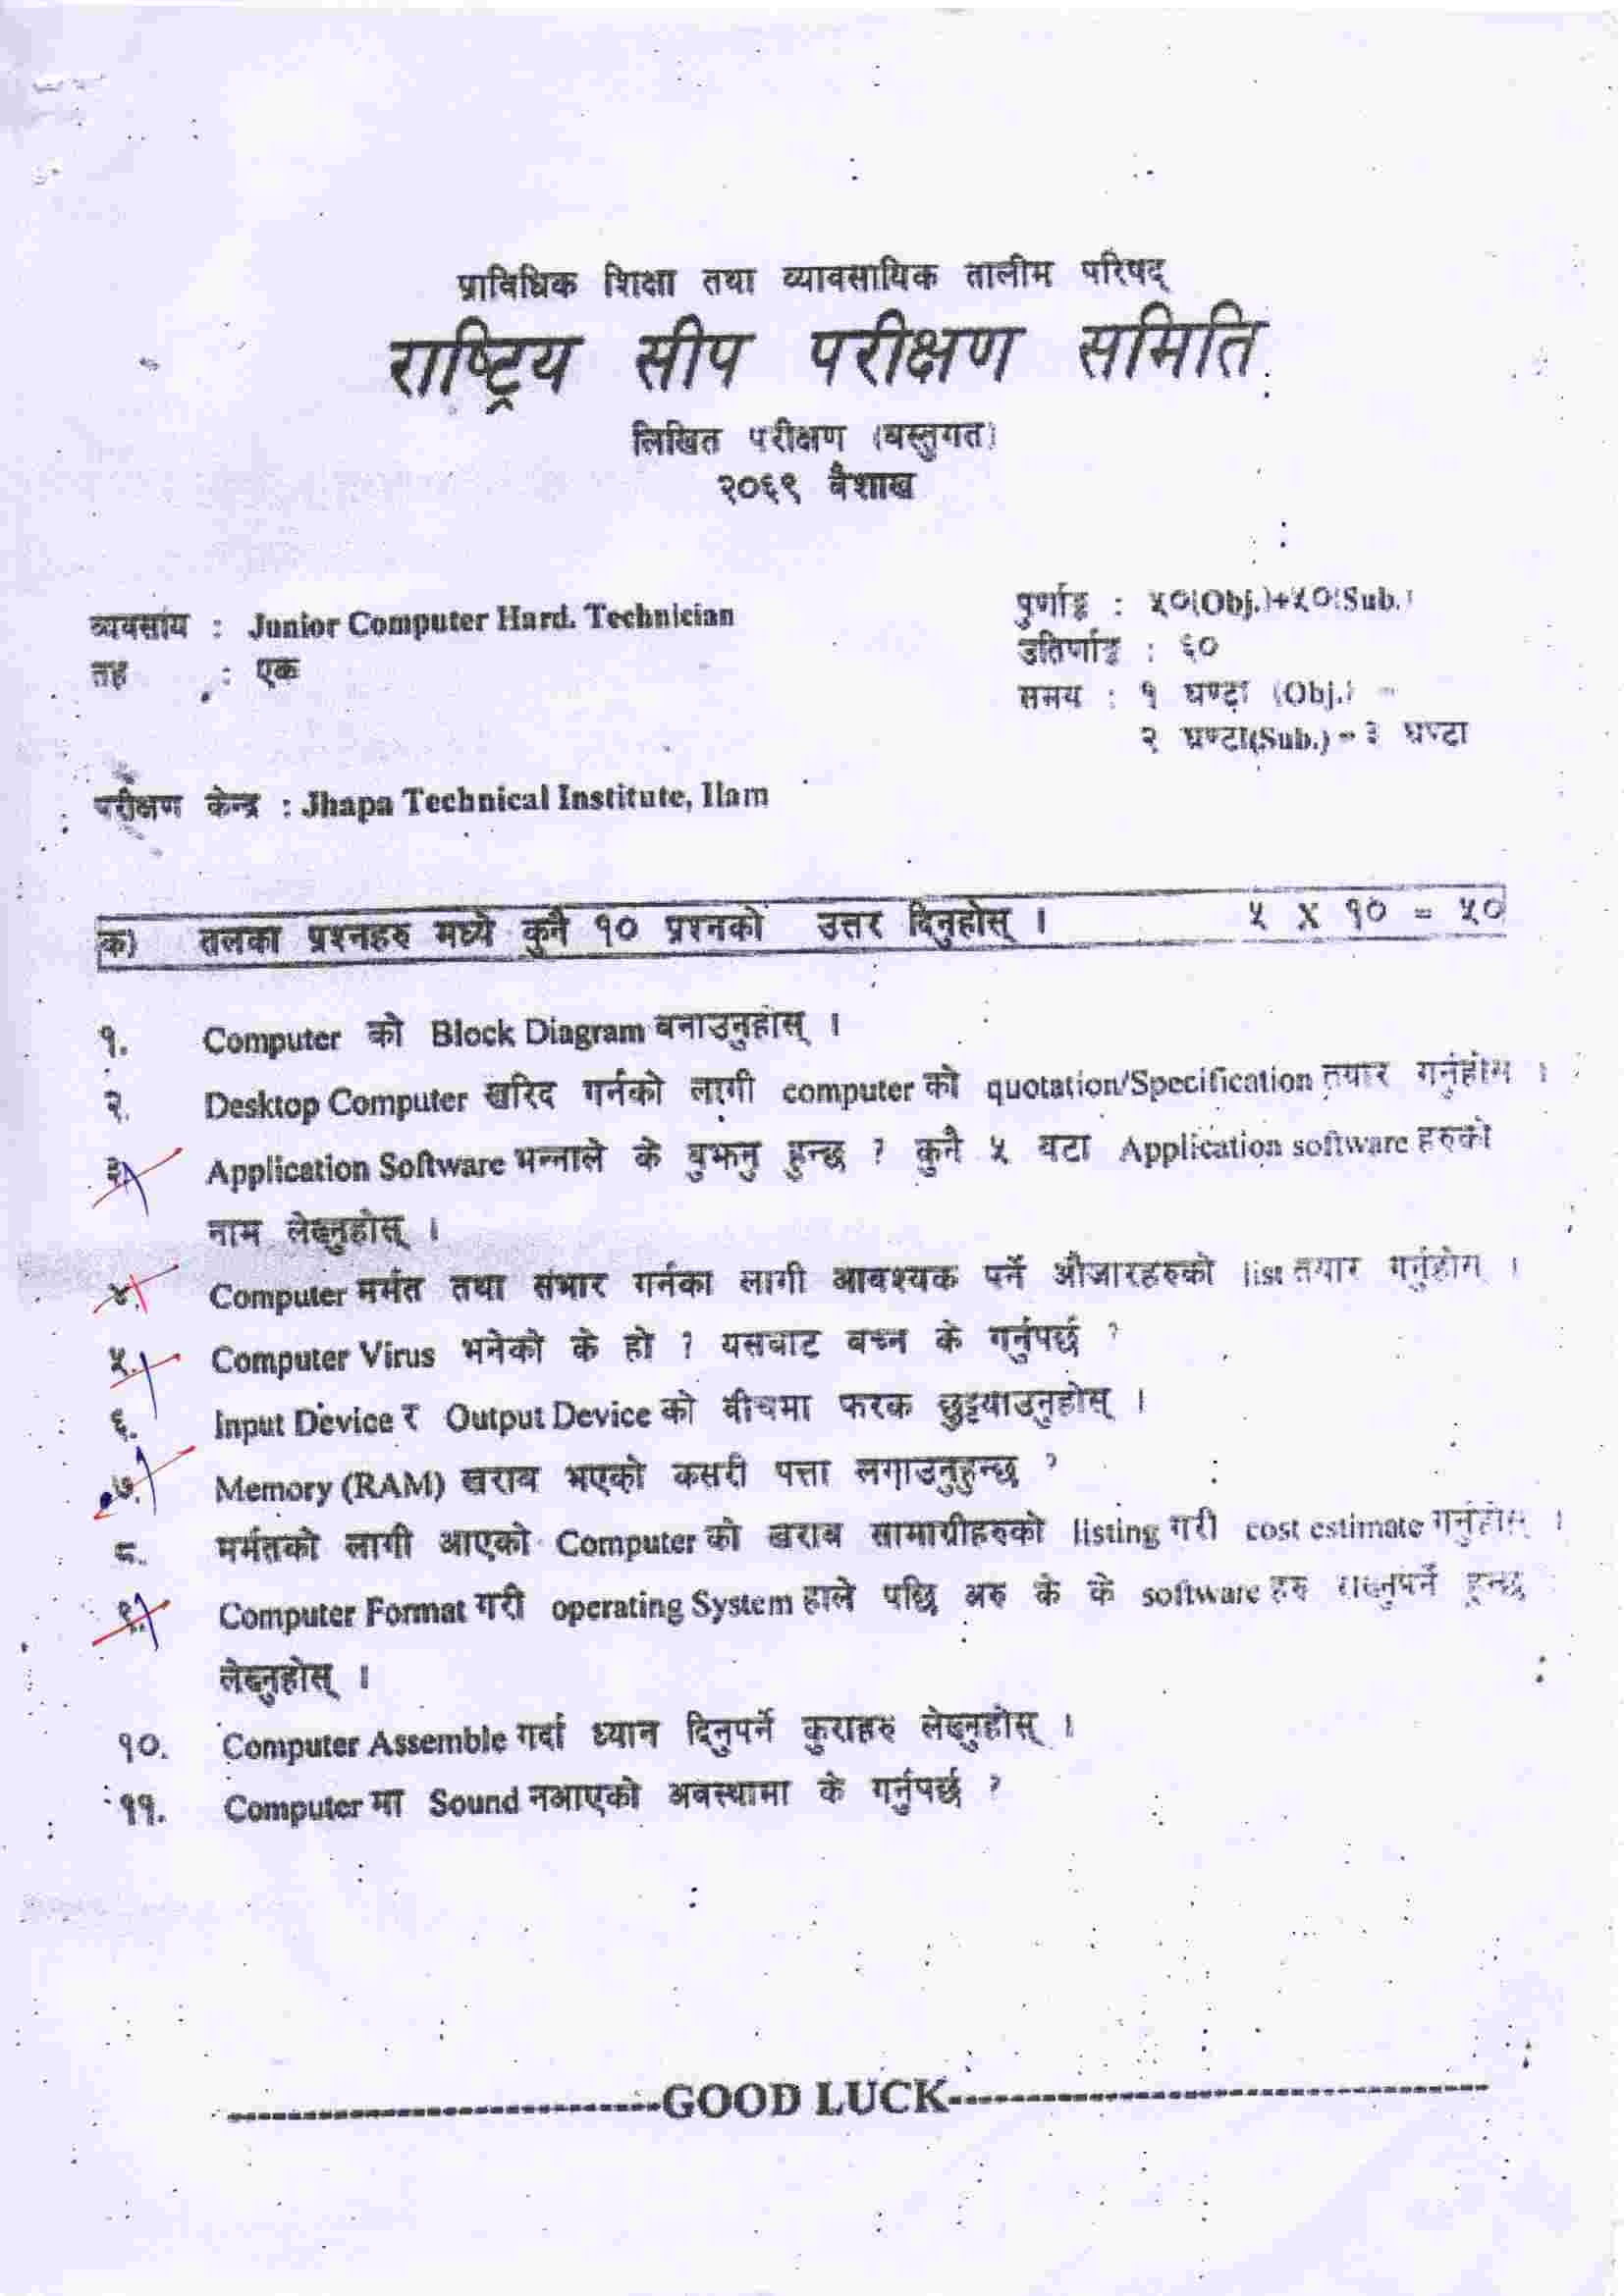 प्राविधिक शिक्षा तथा व्यावसायिक तालीम परिषद्
राष्ट्रिय सीप परीक्षण समिति
लिखित परीक्षण (वस्तुगत)
२०६९ बैशाख
व्यवसाय : Junior Computer Hard. Technician
पुर्णाङ्क : ५०(Obj.)+५०(Sub.)
तह : एक
उतिर्णाङ्क : ६०
समय : १ घण्टा (Obj.) -
२ घण्टा(Sub.) = ३ घण्टा
परीक्षण केन्द्र : Jhapa Technical Institute, Ilam
क) तलका प्रश्नहरु मध्ये कुनै १० प्रश्नको उत्तर दिनुहोस् । ५ X १० = ५०
१. Computer को Block Diagram बनाउनुहोस् ।
२. Desktop Computer खरिद गर्नको लागी computer को quotation/Specification तयार गर्नुहोस ।
३. Application Software भन्नाले के बुझनु हुन्छ ? कुनै ५ वटा Application software हरुको
नाम लेख्नुहोस् ।
४. Computer मर्मत तथा संभार गर्नका लागी आवश्यक पर्ने औजारहरुको list तयार गर्नुहोस ।
५. Computer Virus भनेको के हो ? यसबाट बच्न के गर्नुपर्छ ?
६. Input Device र Output Device को बीचमा फरक छुट्टयाउनुहोस् ।
७. Memory (RAM) खराब भएको कसरी पत्ता लगाउनुहुन्छ ?
८. मर्मतको लागी आएको Computer को खराब सामाग्रीहरुको listing गरी cost estimate गर्नुहोस ।
९. Computer Format गरी operating System हाले पछि अरु के के software हरु राख्नुपर्ने हुन्छ
लेख्नुहोस् ।
१०. Computer Assemble गर्दा ध्यान दिनुपर्ने कुराहरु लेख्नुहोस् ।
११. Computer मा Sound नआएको अवस्थामा के गर्नुपर्छ ?
-----------------------------GOOD LUCK------------------------------------